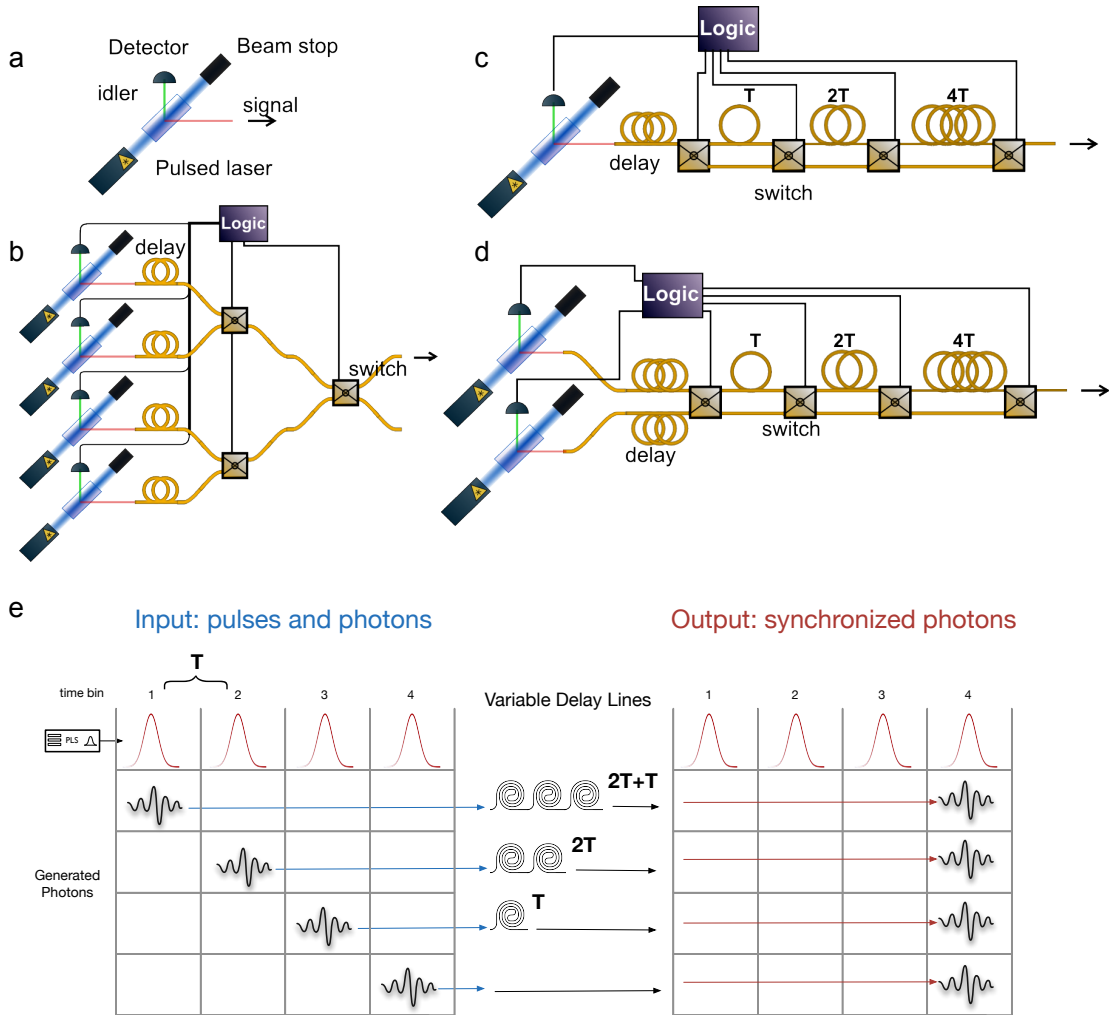 a
Detector
Beam stop
idler
signal
Pulsed laser
b
delay
Logic
switch
c
Logic
T
2T
4T
delay
switch
d
Logic
T
2T
4T
delay
switch
e
Input: pulses and photons
Output: synchronized photons
T
time bin
1
2
3
4
Variable Delay Lines
1
2
3
4
PLS
2T+T
2T
Generated
Photons
T